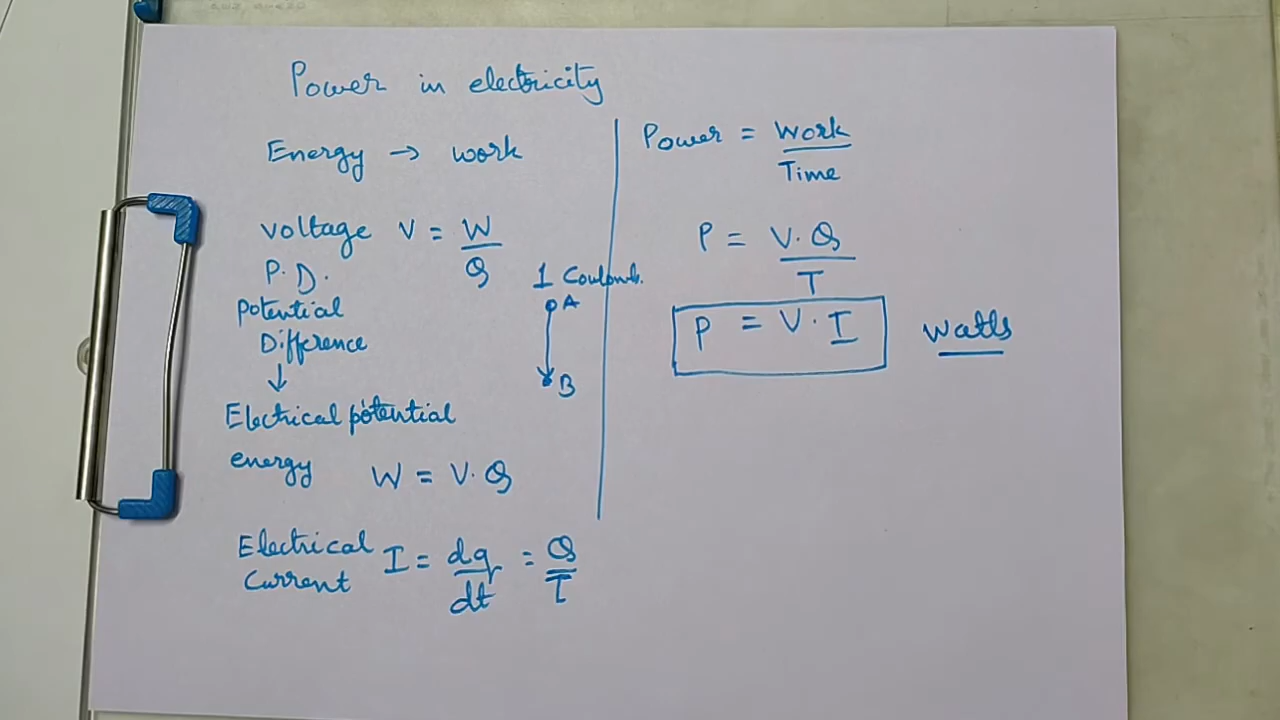 Power in electricity
Energy → work
Voltage V = W/Q
P.D.
Potential
Difference
↓
Electrical potential
energy W = V.Q
1 Coulomb.
A
B
Electrical
Current I = dq/dt = Q/T
Power = Work/Time
P = V.Q/T
P = V.I Watts